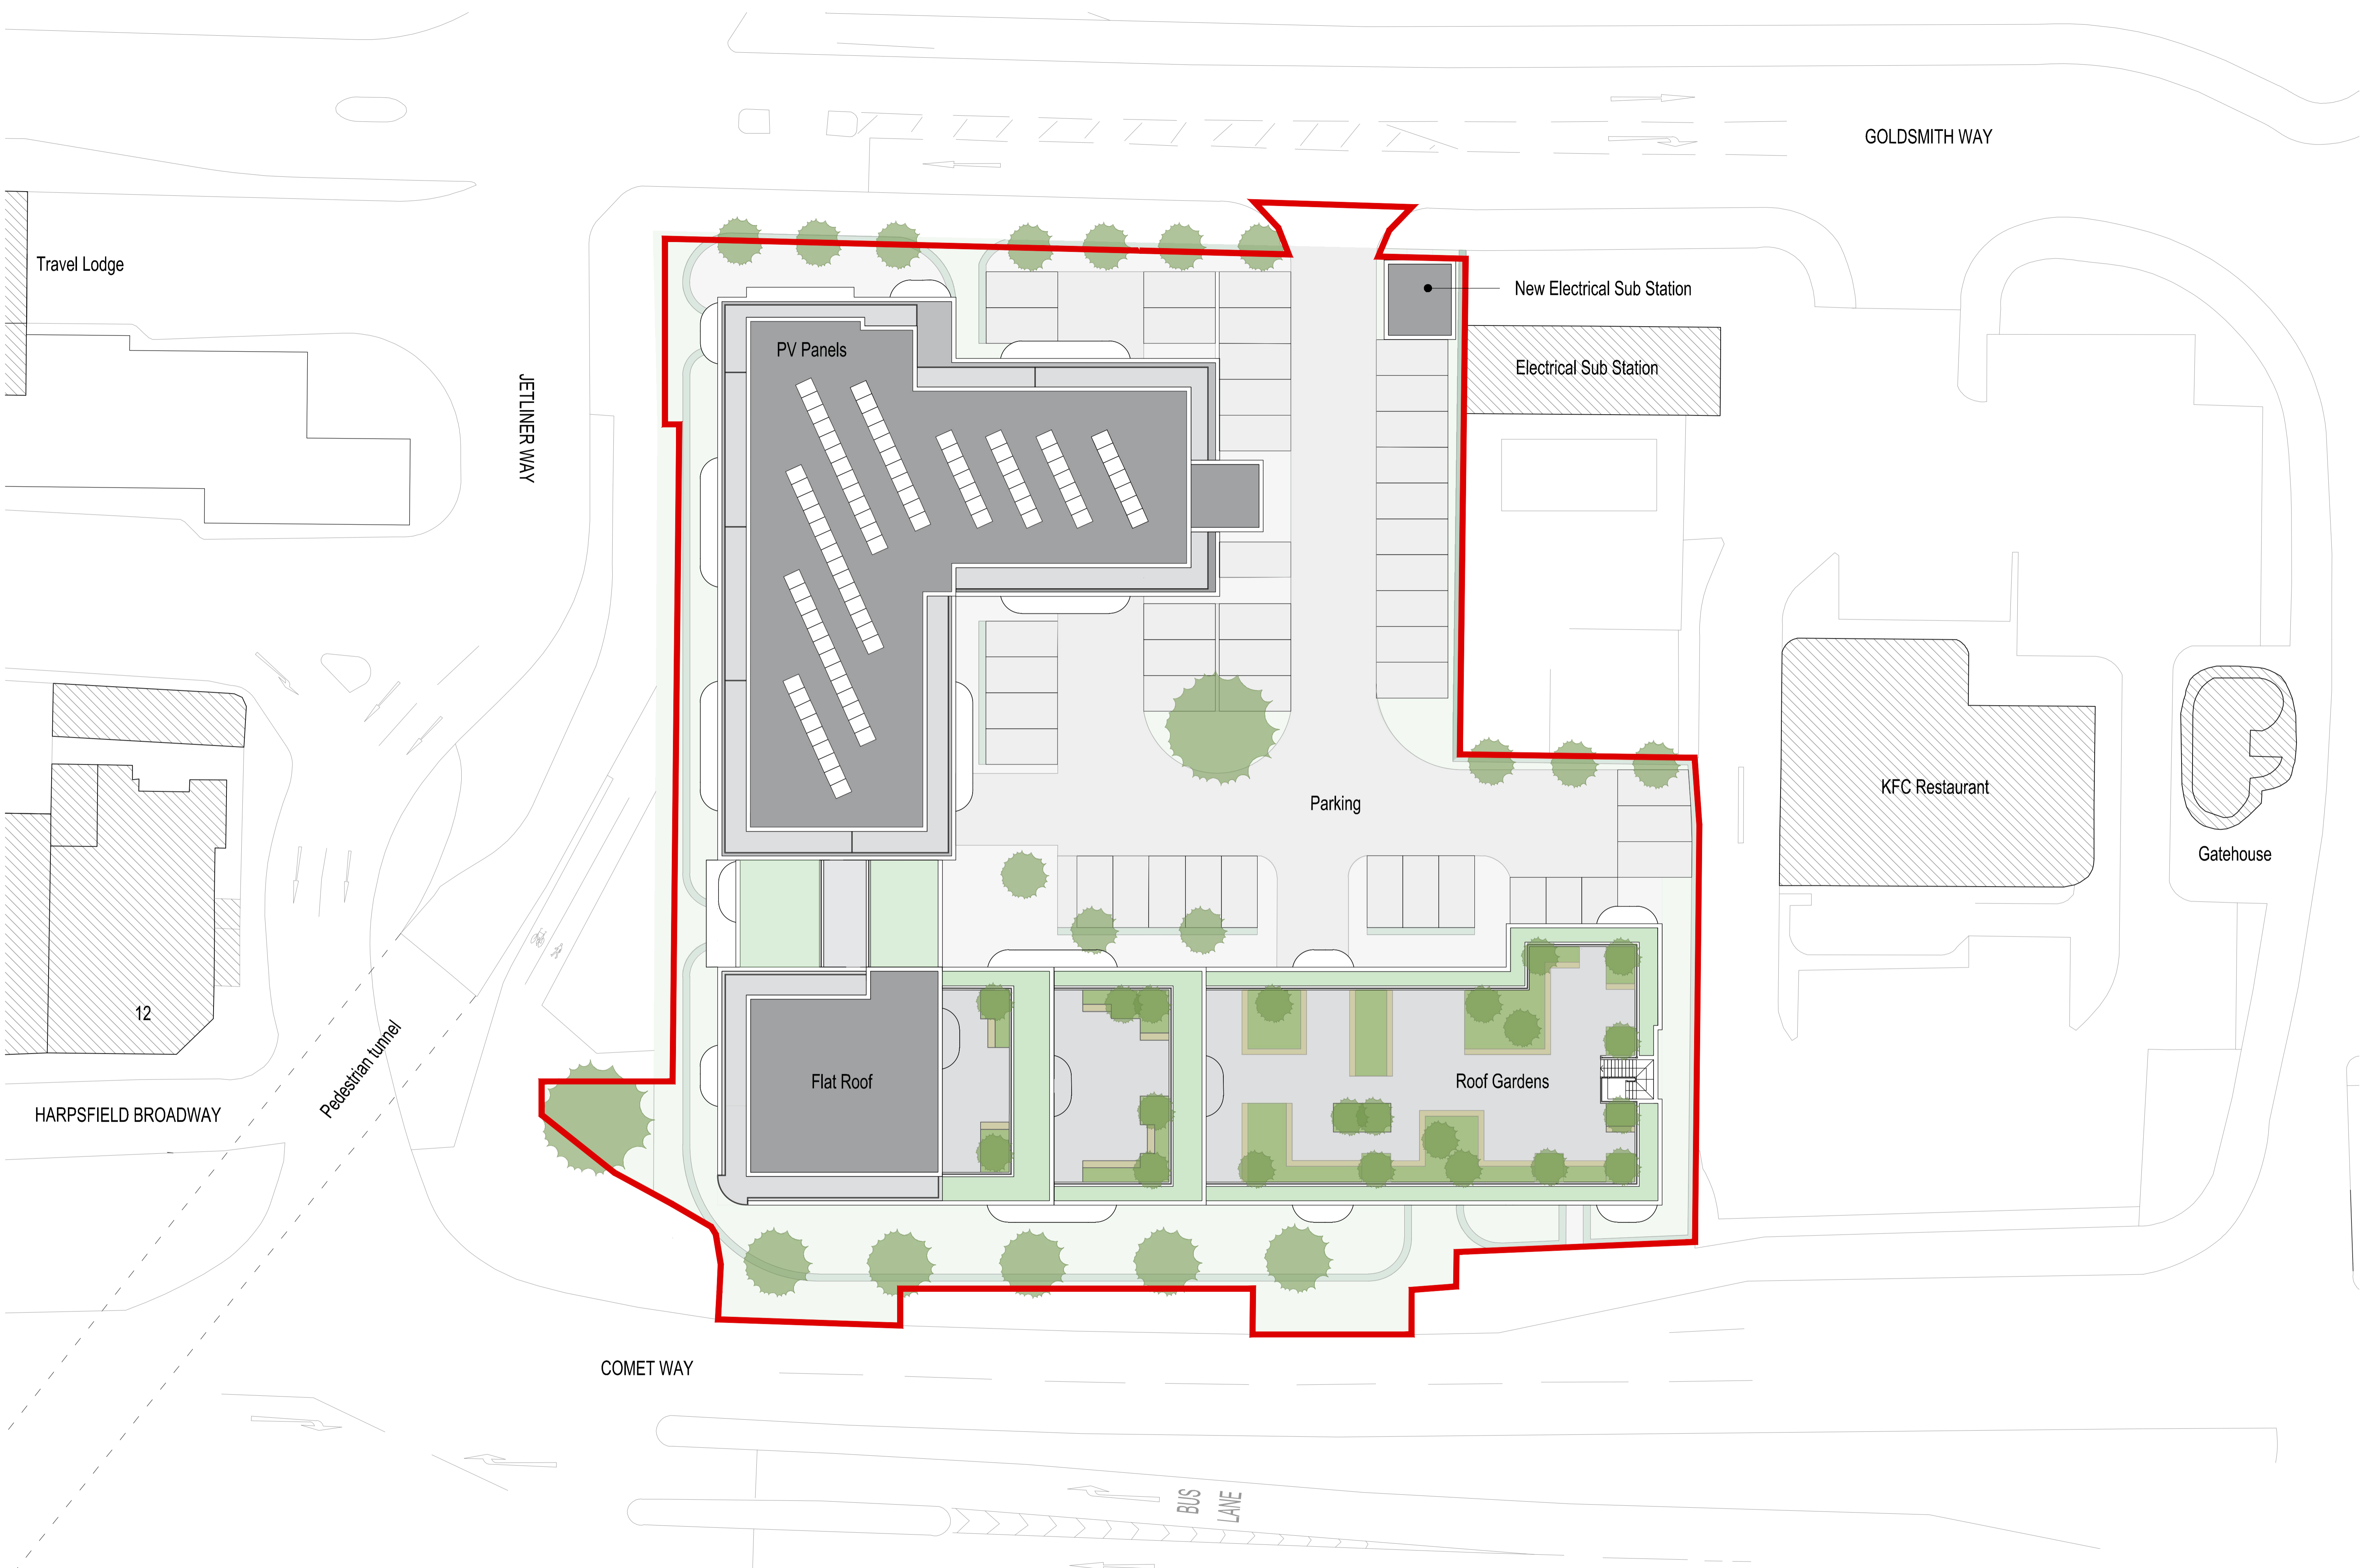 GOLDSMITH WAY
Travel Lodge
New Electrical Sub Station
PV Panels
Electrical Sub Station
JETLINER WAY
KFC Restaurant
Parking
Gatehouse
12
Pedestrian tunnel
Flat Roof
Roof Gardens
HARPSFIELD BROADWAY
COMET WAY
BUS
LANE